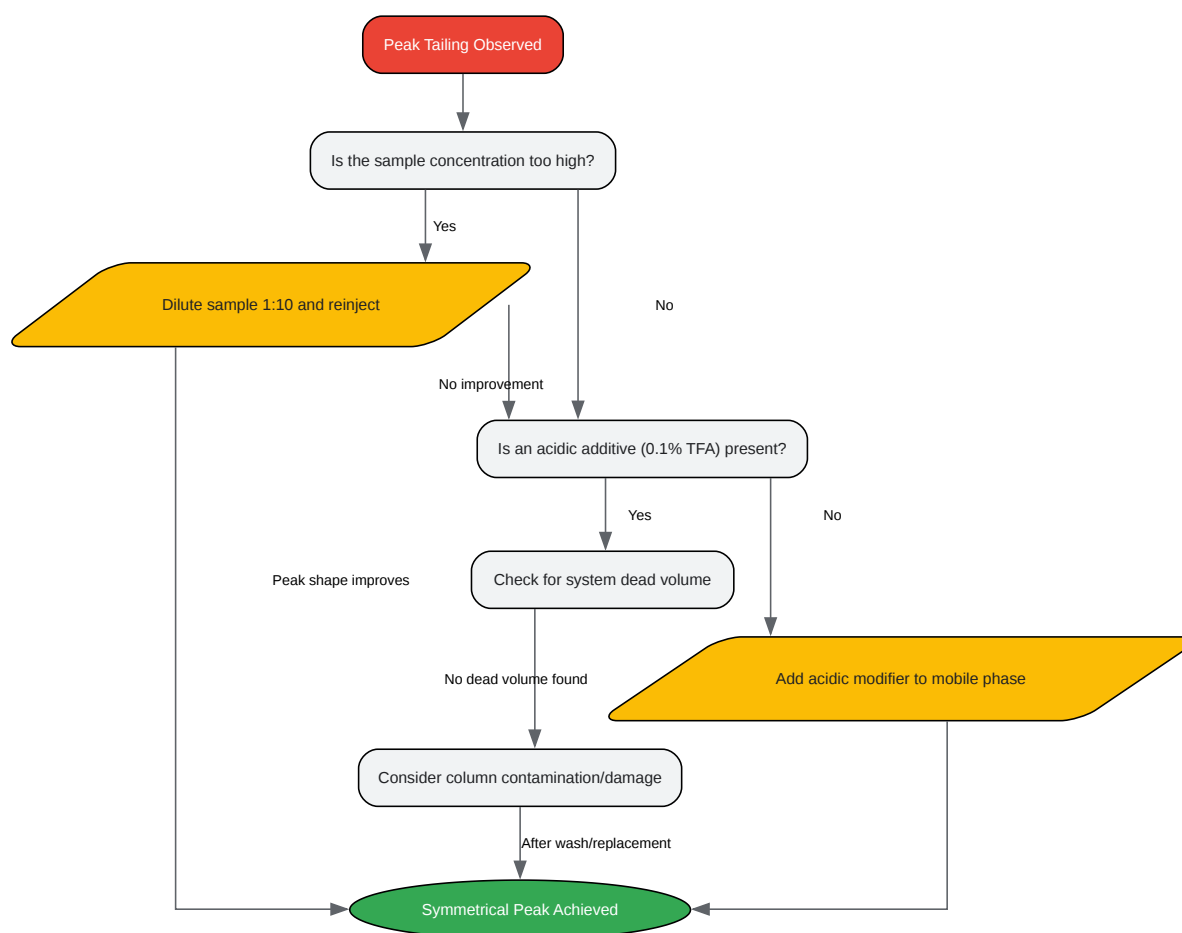 Peak Tailing Observed
Is the sample concentration too high?
Yes
Dilute sample 1:10 and reinject
No
No improvement
Is an acidic additive (0.1% TFA) present?
Yes
No
Peak shape improves
Check for system dead volume
No dead volume found
Add acidic modifier to mobile phase
Consider column contamination/damage
After wash/replacement
Symmetrical Peak Achieved